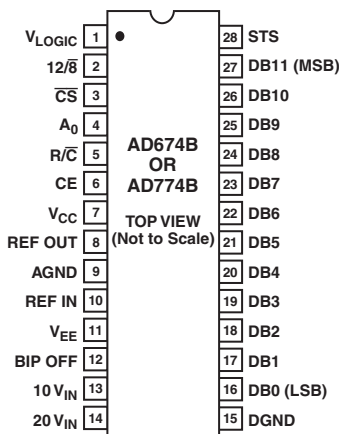 V_LOGIC 1 28 STS
12/8̅ 2 27 DB11 (MSB)
C̅S̅ 3 26 DB10
A₀ 4 25 DB9
R/C̅ 5 24 DB8
CE 6 23 DB7
V_CC 7 22 DB6
REF OUT 8 21 DB5
AGND 9 20 DB4
REF IN 10 19 DB3
V_EE 11 18 DB2
BIP OFF 12 17 DB1
10 V_IN 13 16 DB0 (LSB)
20 V_IN 14 15 DGND
AD674B
OR
AD774B
TOP VIEW
(Not to Scale)